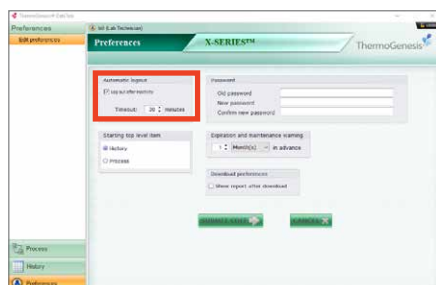 ThermoGenesis® DataTrak
Preferences
Edit preferences
Preferences
X-SERIES™
ThermoGenesis
Automatic logout
Log out after inactivity
Timeout: 20 minutes
Password
Old password
New password
Confirm new password
Starting top level item
History
Process
Expiration and maintenance warning
1 Month(s) in advance
Download preferences
Show report after download
SUBMIT EDIT
CANCEL
Process
History
Preferences